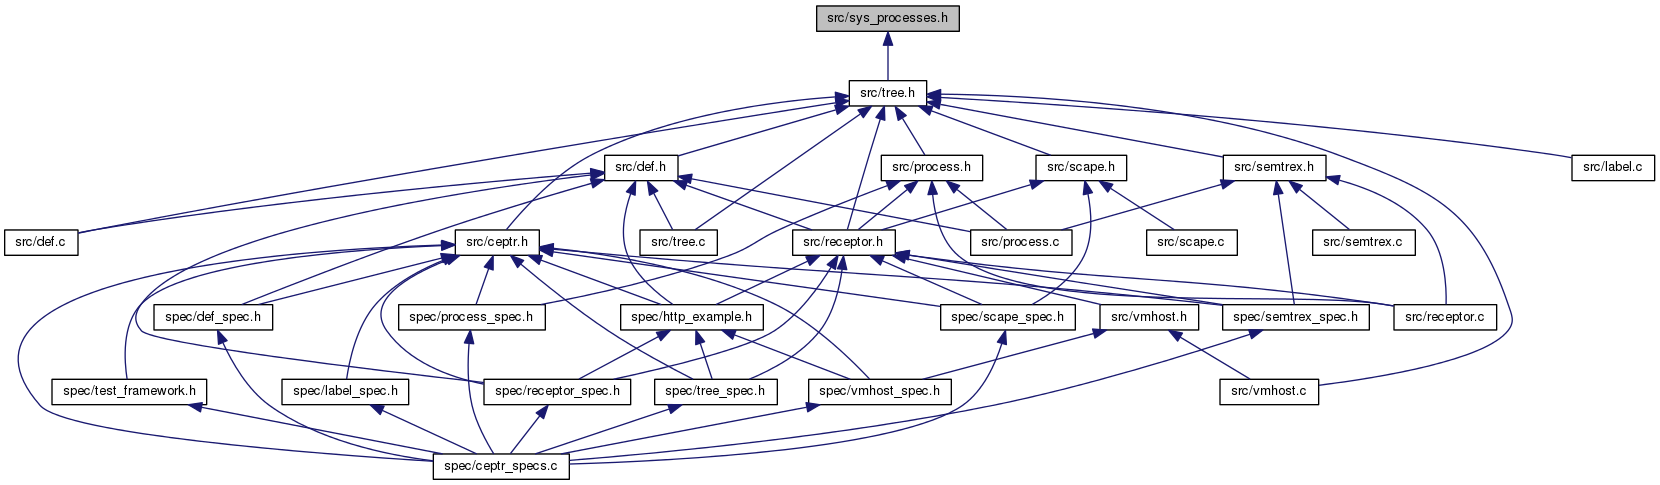 src/sys_processes.h
src/tree.h
src/def.h
src/process.h
src/scape.h
src/semtrex.h
src/label.c
src/def.c
src/ceptr.h
src/tree.c
src/receptor.h
src/process.c
src/scape.c
src/semtrex.c
spec/def_spec.h
spec/process_spec.h
spec/http_example.h
spec/scape_spec.h
src/vmhost.h
spec/semtrex_spec.h
src/receptor.c
spec/test_framework.h
spec/label_spec.h
spec/receptor_spec.h
spec/tree_spec.h
spec/vmhost_spec.h
src/vmhost.c
spec/ceptr_specs.c